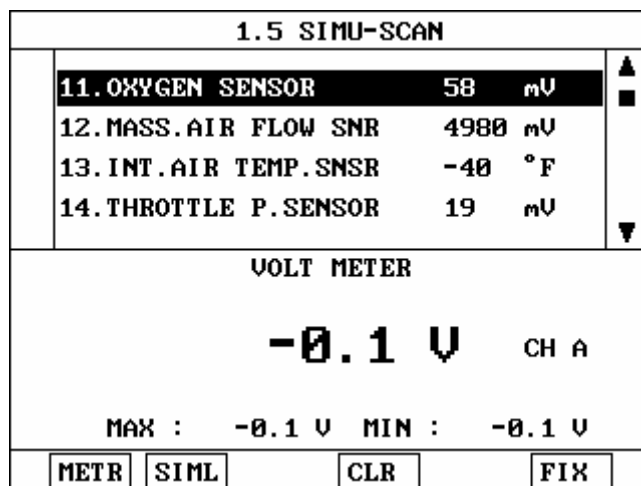 1.5 SIMU-SCAN
11.OXYGEN SENSOR 58 mV
12.MASS.AIR FLOW SNR 4980 mV
13.INT.AIR TEMP.SNSR -40 °F
14.THROTTLE P.SENSOR 19 mV
VOLT METER
-0.1 V CH A
MAX : -0.1 V MIN : -0.1 V
METR SIML CLR FIX